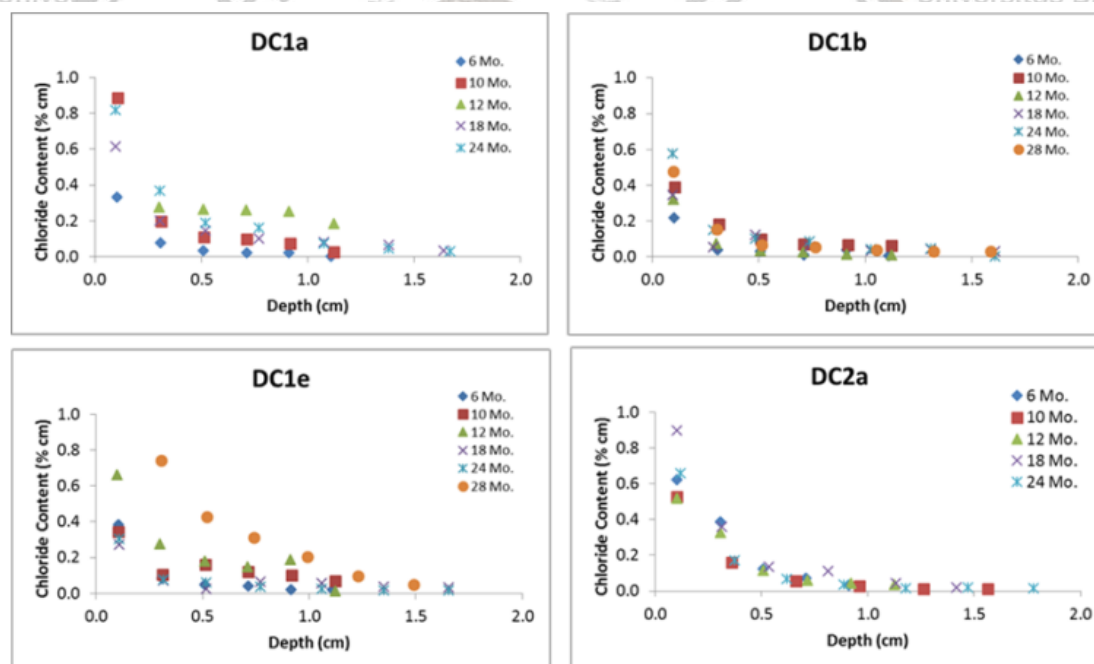 DC1a
6 Mo.
10 Mo.
12 Mo.
18 Mo.
24 Mo.
Chloride Content (% cm)
1.0
0.8
0.6
0.4
0.2
0.0
0.0 0.5 1.0 1.5 2.0
Depth (cm)
DC1b
6 Mo.
10 Mo.
12 Mo.
18 Mo.
24 Mo.
28 Mo.
Chloride Content (% cm)
1.0
0.8
0.6
0.4
0.2
0.0
0.0 0.5 1.0 1.5 2.0
Depth (cm)
DC1e
6 Mo.
10 Mo.
12 Mo.
18 Mo.
24 Mo.
28 Mo.
Chloride Content (% cm)
1.0
0.8
0.6
0.4
0.2
0.0
0.0 0.5 1.0 1.5 2.0
Depth (cm)
DC2a
6 Mo.
10 Mo.
12 Mo.
18 Mo.
24 Mo.
Chloride Content (% cm)
1.0
0.8
0.6
0.4
0.2
0.0
0.0 0.5 1.0 1.5 2.0
Depth (cm)